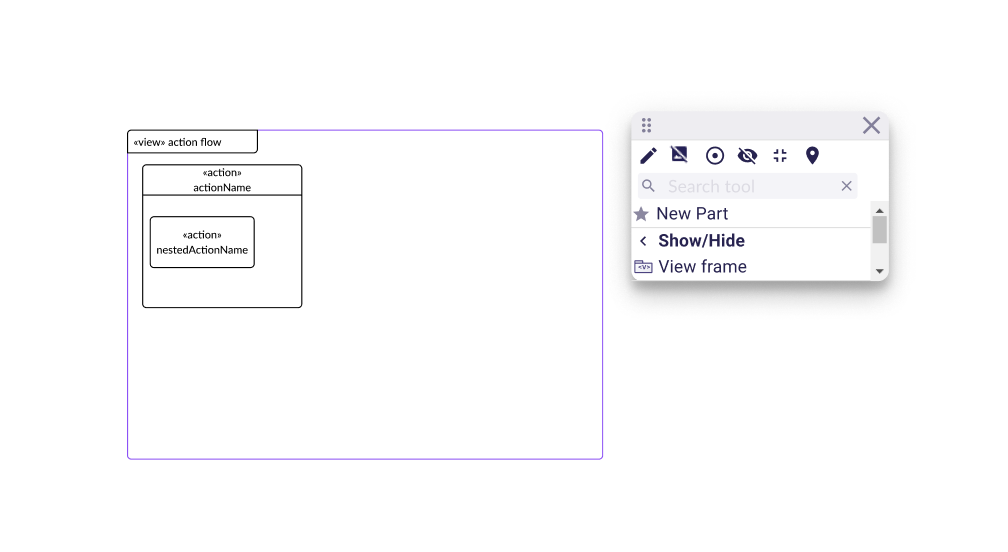 «view» action flow
«action»
actionName
«action»
nestedActionName
Search tool
New Part
Show/Hide
<V>
View frame